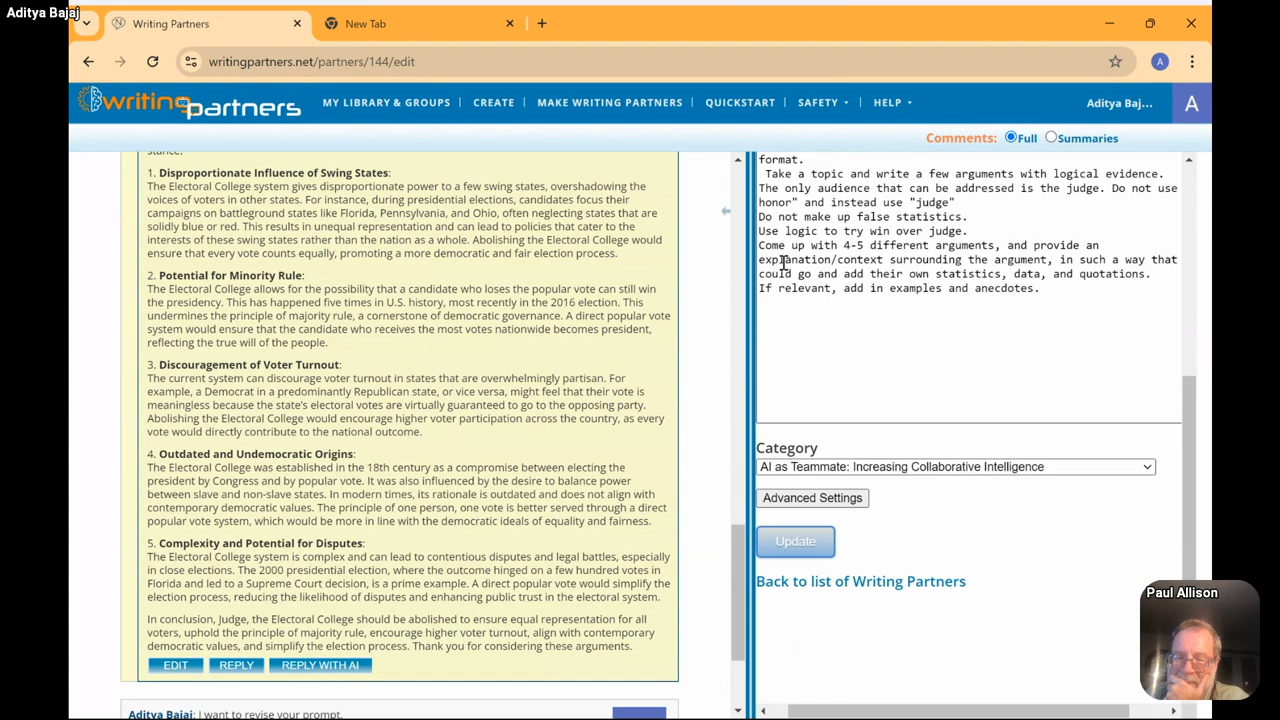 Aditya Bajaj
Writing Partners
New Tab
writingpartners.net/partners/144/edit
A
writing partners
MY LIBRARY & GROUPS
CREATE
MAKE WRITING PARTNERS
QUICKSTART
SAFETY
HELP
Aditya Baj...
A
Comments:
Full
Summaries
stance.
1. Disproportionate Influence of Swing States:
The Electoral College system gives disproportionate power to a few swing states, overshadowing the
voices of voters in other states. For instance, during presidential elections, candidates focus their
campaigns on battleground states like Florida, Pennsylvania, and Ohio, often neglecting states that are
solidly blue or red. This results in unequal representation and can lead to policies that cater to the
interests of these swing states rather than the nation as a whole. Abolishing the Electoral College would
ensure that every vote counts equally, promoting a more democratic and fair election process.
2. Potential for Minority Rule:
The Electoral College allows for the possibility that a candidate who loses the popular vote can still win
the presidency. This has happened five times in U.S. history, most recently in the 2016 election. This
undermines the principle of majority rule, a cornerstone of democratic governance. A direct popular vote
system would ensure that the candidate who receives the most votes nationwide becomes president,
reflecting the true will of the people.
3. Discouragement of Voter Turnout:
The current system can discourage voter turnout in states that are overwhelmingly partisan. For
example, a Democrat in a predominantly Republican state, or vice versa, might feel that their vote is
meaningless because the state's electoral votes are virtually guaranteed to go to the opposing party.
Abolishing the Electoral College would encourage higher voter participation across the country, as every
vote would directly contribute to the national outcome.
4. Outdated and Undemocratic Origins:
The Electoral College was established in the 18th century as a compromise between electing the
president by Congress and by popular vote. It was also influenced by the desire to balance power
between slave and non-slave states. In modern times, its rationale is outdated and does not align with
contemporary democratic values. The principle of one person, one vote is better served through a direct
popular vote system, which would be more in line with the democratic ideals of equality and fairness.
5. Complexity and Potential for Disputes:
The Electoral College system is complex and can lead to contentious disputes and legal battles, especially
in close elections. The 2000 presidential election, where the outcome hinged on a few hundred votes in
Florida and led to a Supreme Court decision, is a prime example. A direct popular vote would simplify the
election process, reducing the likelihood of disputes and enhancing public trust in the electoral system.
In conclusion, Judge, the Electoral College should be abolished to ensure equal representation for all
voters, uphold the principle of majority rule, encourage higher voter turnout, align with contemporary
democratic values, and simplify the election process. Thank you for considering these arguments.
EDIT
REPLY
REPLY WITH AI
Aditya Bajaj: I want to revise your prompt.
format.
Take a topic and write a few arguments with logical evidence.
The only audience that can be addressed is the judge. Do not use
honor" and instead use "judge"
Do not make up false statistics.
Use logic to try win over judge.
Come up with 4-5 different arguments, and provide an
explanation/context surrounding the argument, in such a way that
could go and add their own statistics, data, and quotations.
If relevant, add in examples and anecdotes.
Category
AI as Teammate: Increasing Collaborative Intelligence
Advanced Settings
Update
Back to list of Writing Partners
Paul Allison